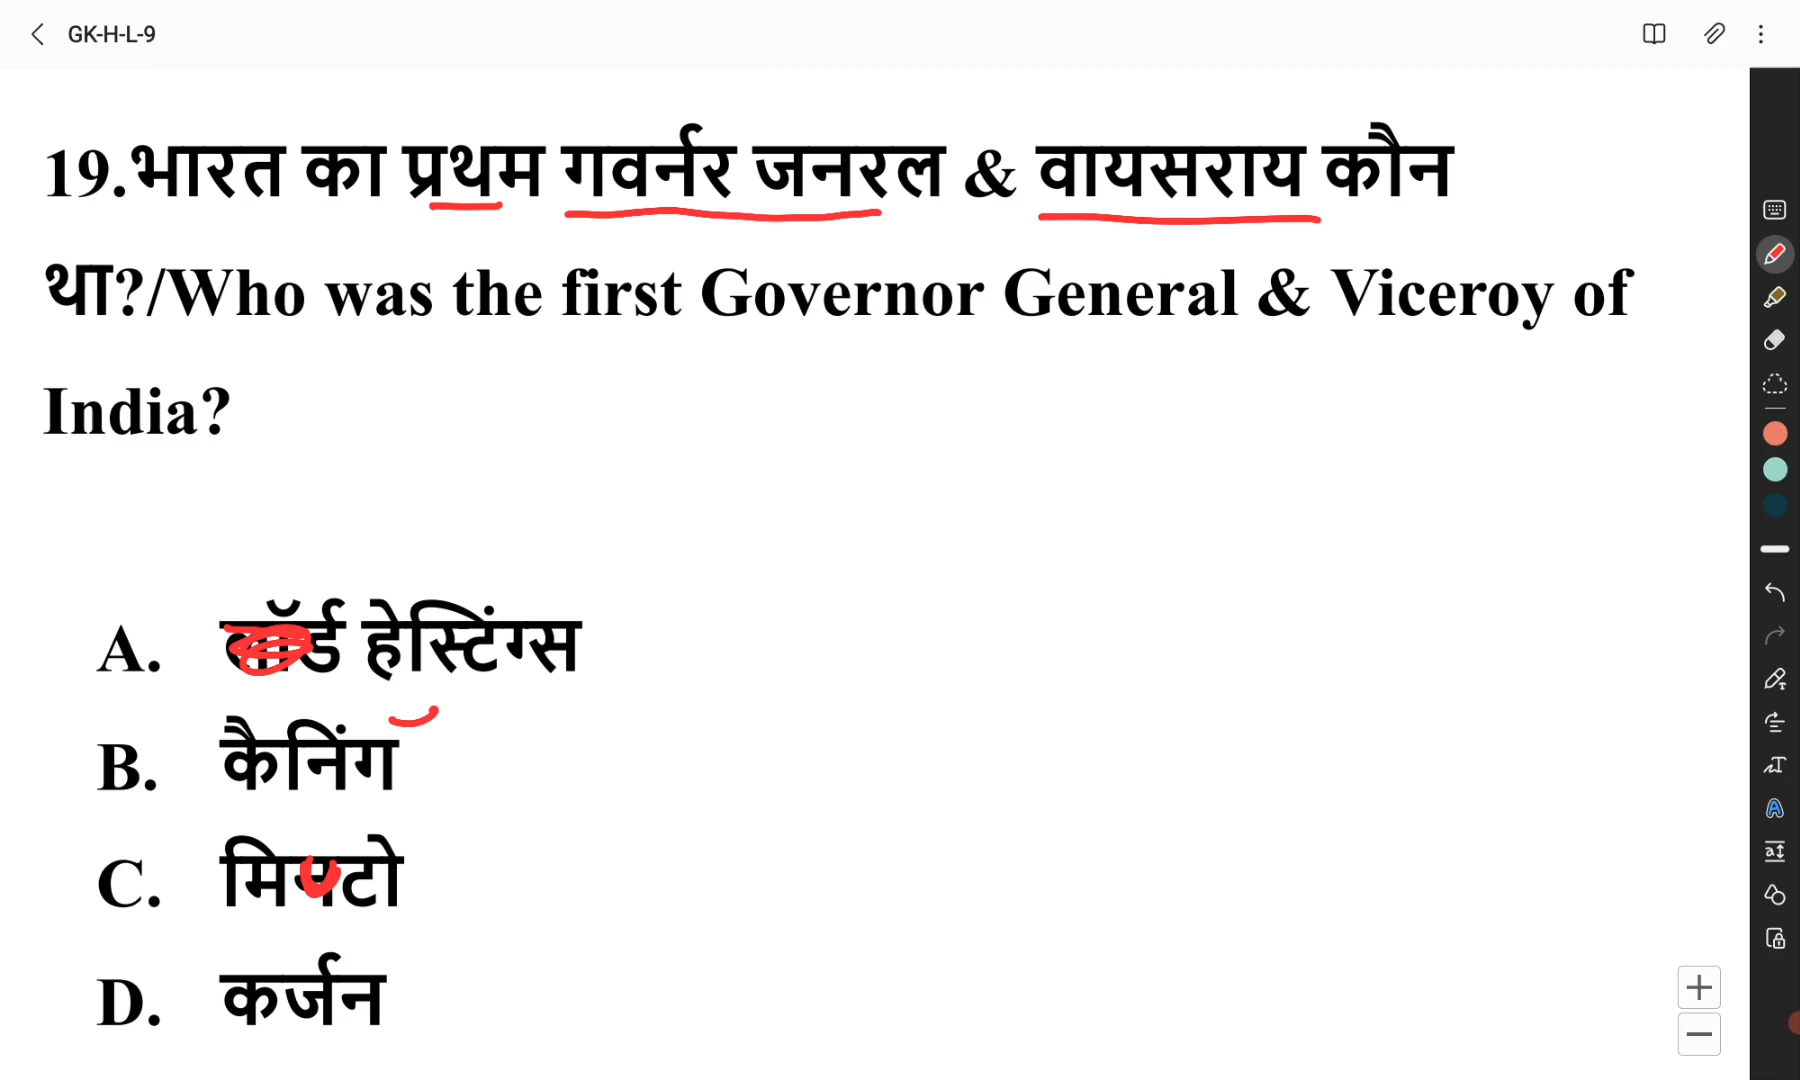 GK-H-L-9
19.भारत का प्रथम गवर्नर जनरल & वायसराय कौन
था?/Who was the first Governor General & Viceroy of
India?
A. लॉर्ड हेस्टिंग्स
B. कैनिंग
C. मिण्टो
D. कर्जन